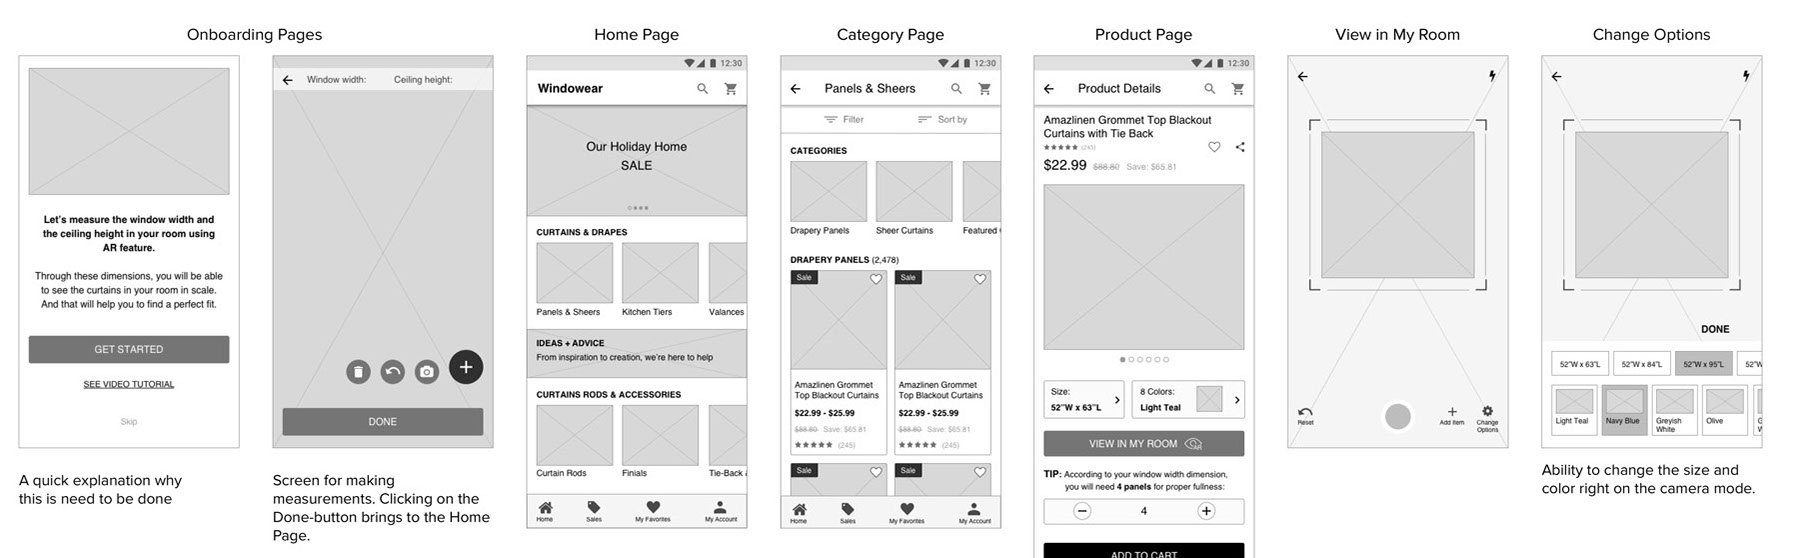 Onboarding Pages
Let's measure the window width and
the ceiling height in your room using
AR feature.
Through these dimensions, you will be able
to see the curtains in your room in scale.
And that will help you to find a perfect fit.
GET STARTED
SEE VIDEO TUTORIAL
Skip
A quick explanation why
this is need to be done
Window width: Ceiling height:
DONE
Screen for making
measurements. Clicking on the
Done-button brings to the Home
Page.
Home Page
12:30
Windowear
Our Holiday Home
SALE
CURTAINS & DRAPES
Panels & Sheers Kitchen Tiers Valances
IDEAS + ADVICE
From inspiration to creation, we're here to help
CURTAINS RODS & ACCESSORIES
Curtain Rods Finials Tie-Back
Home Sales My Favorites My Account
Category Page
12:30
Panels & Sheers
Filter Sort by
CATEGORIES
Drapery Panels Sheer Curtains Featured
DRAPERY PANELS (2,478)
Sale Sale
Amazlinen Grommet Amazlinen Grommet
Top Blackout Curtains Top Blackout Curtains
$22.99 - $25.99 $22.99 - $25.99
$88.80 Save: $65.81 $88.80 Save: $65.81
(245) (245)
Sale Sale
Home Sales My Favorites My Account
Product Page
12:30
Product Details
Amazlinen Grommet Top Blackout
Curtains with Tie Back
(245)
$22.99 $88.80 Save: $65.81
Size: 8 Colors:
52"W x 63"L Light Teal
VIEW IN MY ROOM
TIP: According to your window width dimension,
you will need 4 panels for proper fullness:
4
ADD TO CART
View in My Room
Reset Add Item Change
Options
Change Options
DONE
52"W x 63"L 52"W x 84"L 52"W x 95"L 52"W
Light Teal Navy Blue Greyish
White Olive
Ability to change the size and
color right on the camera mode.